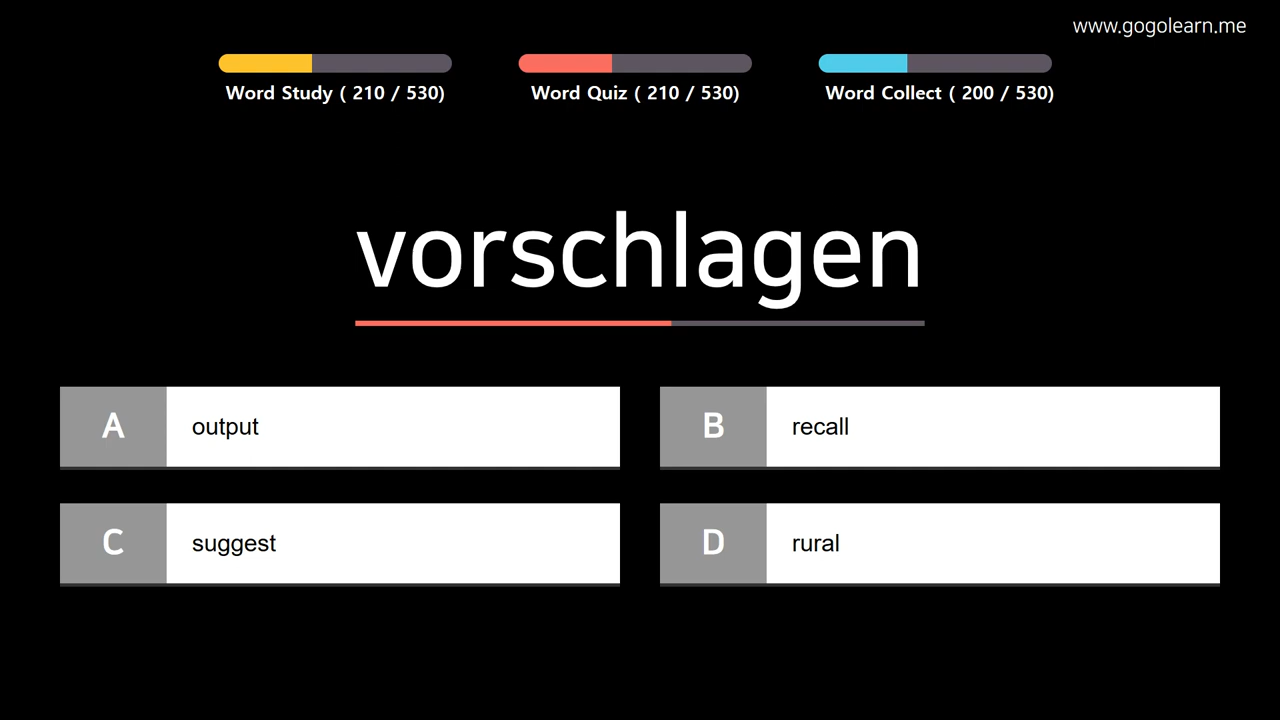 www.gogolearn.me
Word Study ( 210 / 530)
Word Quiz ( 210 / 530)
Word Collect ( 200 / 530)
vorschlagen
A output
B recall
C suggest
D rural